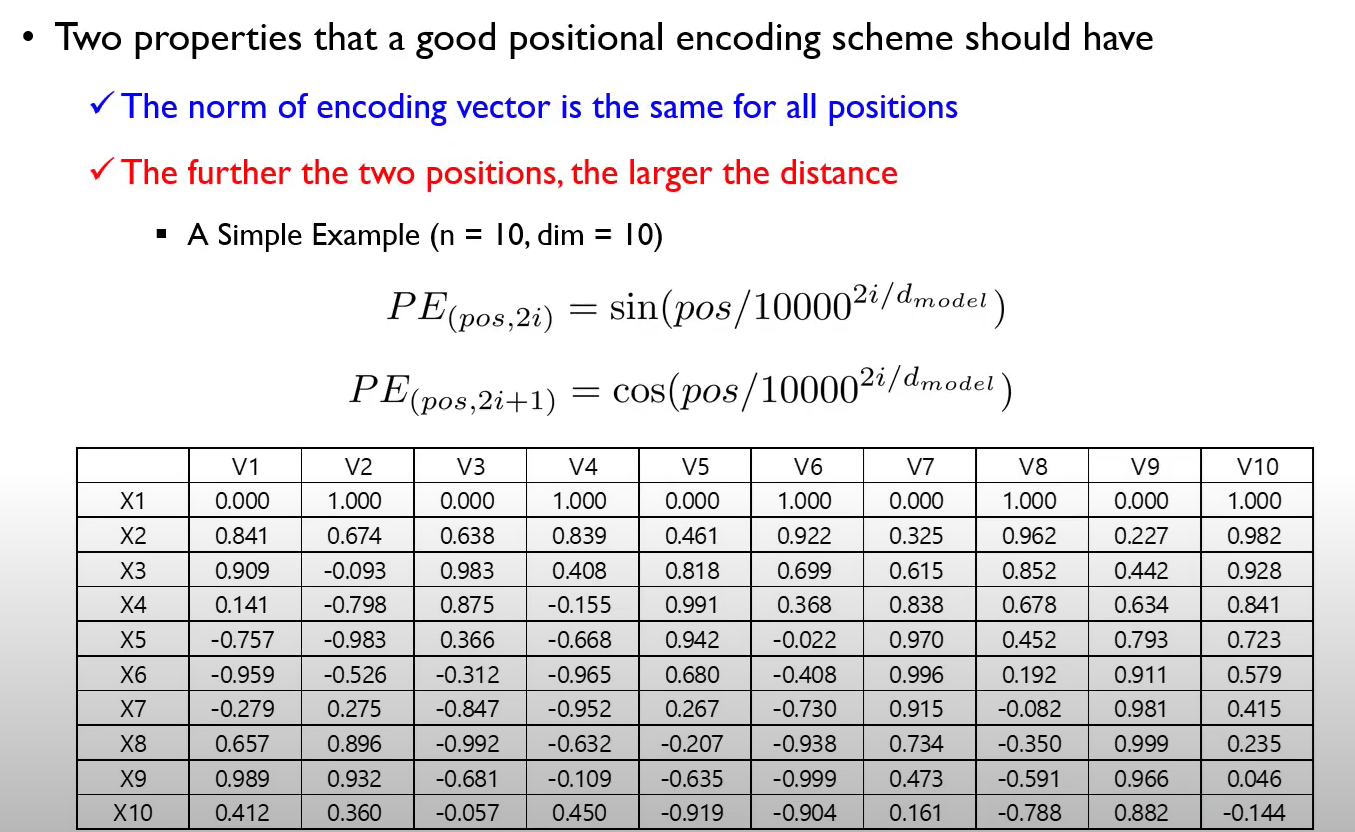 • Two properties that a good positional encoding scheme should have
✓ The norm of encoding vector is the same for all positions
✓ The further the two positions, the larger the distance
▪ A Simple Example (n = 10, dim = 10)
PE_{(pos,2i)} = sin(pos/10000^{2i/d_{model}})
PE_{(pos,2i+1)} = cos(pos/10000^{2i/d_{model}})
V1 V2 V3 V4 V5 V6 V7 V8 V9 V10
X1 0.000 1.000 0.000 1.000 0.000 1.000 0.000 1.000 0.000 1.000
X2 0.841 0.674 0.638 0.839 0.461 0.922 0.325 0.962 0.227 0.982
X3 0.909 -0.093 0.983 0.408 0.818 0.699 0.615 0.852 0.442 0.928
X4 0.141 -0.798 0.875 -0.155 0.991 0.368 0.838 0.678 0.634 0.841
X5 -0.757 -0.983 0.366 -0.668 0.942 -0.022 0.970 0.452 0.793 0.723
X6 -0.959 -0.526 -0.312 -0.965 0.680 -0.408 0.996 0.192 0.911 0.579
X7 -0.279 0.275 -0.847 -0.952 0.267 -0.730 0.915 -0.082 0.981 0.415
X8 0.657 0.896 -0.992 -0.632 -0.207 -0.938 0.734 -0.350 0.999 0.235
X9 0.989 0.932 -0.681 -0.109 -0.635 -0.999 0.473 -0.591 0.966 0.046
X10 0.412 0.360 -0.057 0.450 -0.919 -0.904 0.161 -0.788 0.882 -0.144